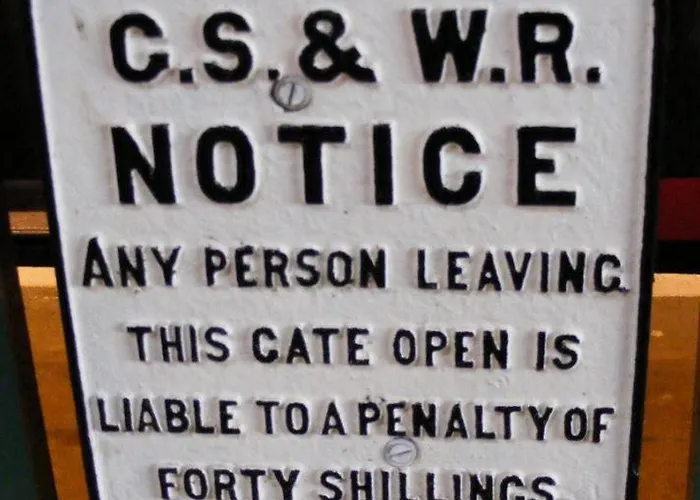 G.S.& W.R.
NOTICE
ANY PERSON LEAVING
THIS GATE OPEN IS
LIABLE TO A PENALTY OF
FORTY SHILLINGS